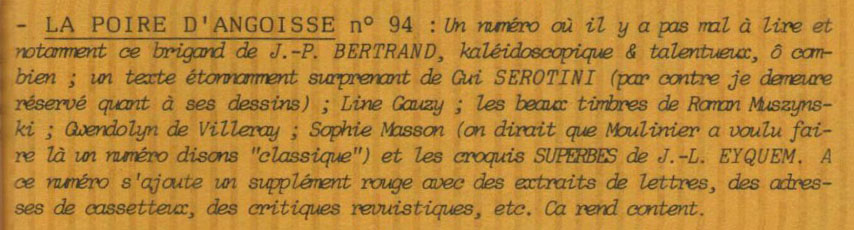 - LA POIRE D'ANGOISSE n° 94 : Un numéro où il y a pas mal à lire et
notamment ce brigand de J.-P. BERTRAND, kaléidoscopique & talentueux, ô com-
bien ; un texte étonnamment surprenant de Gui SEROTINI (par contre je demeure
réservé quant à ses dessins) ; Line Gauzy ; les beaux timbres de Roman Muszyns-
ki ; Gwendolyn de Villeray ; Sophie Masson (on dirait que Moulinier a voulu fai-
re là un numéro disons "classique") et les croquis SUPERBES de J.-L. EYQUEM. A
ce numéro s'ajoute un supplément rouge avec des extraits de lettres, des adres-
ses de cassetteux, des critiques revuistiques, etc. Ca rend content.